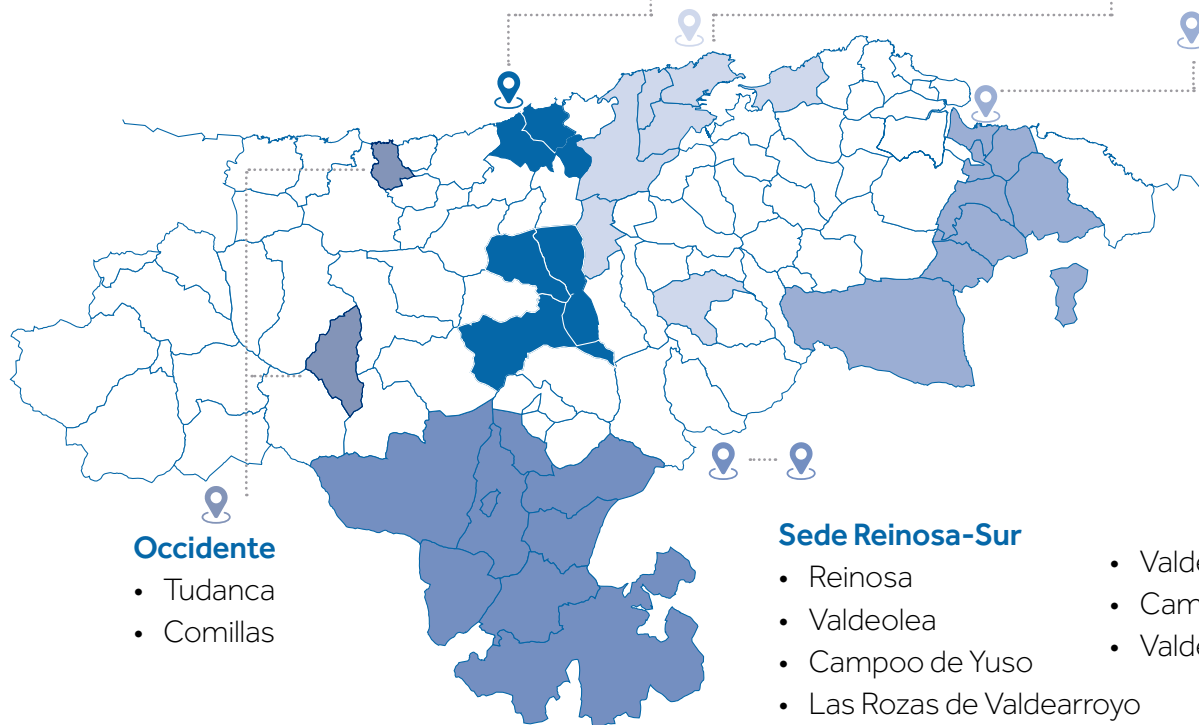 Occidente
• Tudanca
• Comillas
Sede Reinosa-Sur
• Reinosa
• Valdeolea
• Campoo de Yuso
• Las Rozas de Valdearroyo